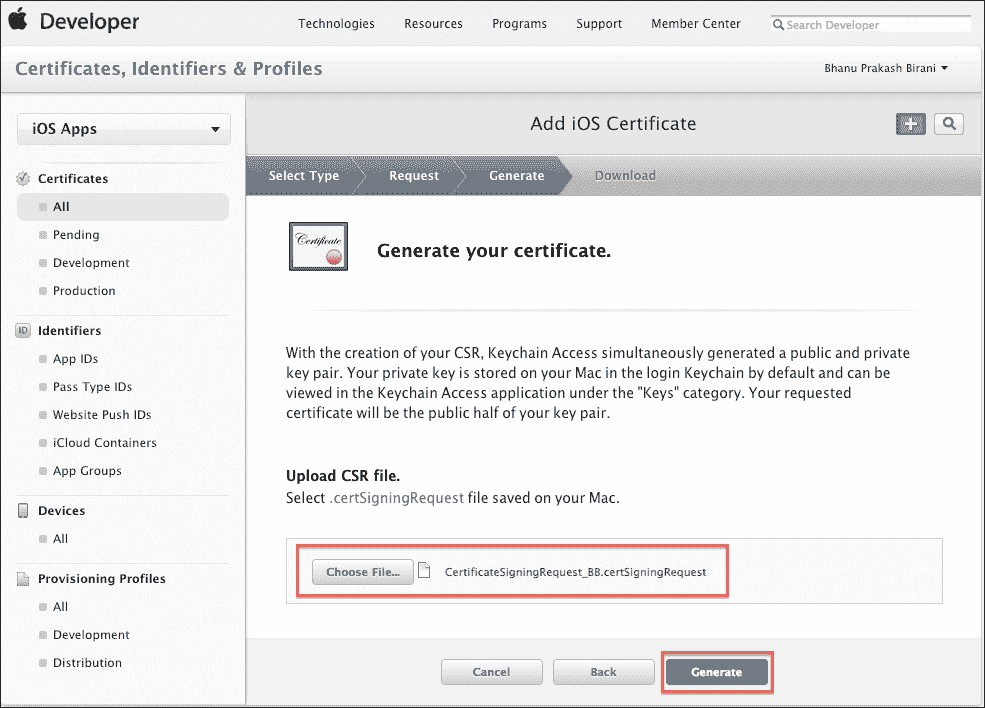 Developer
Technologies
Resources
Programs
Support
Member Center
Search Developer
Certificates, Identifiers & Profiles
Bhanu Prakash Birani
iOS Apps
Certificates
All
Pending
Development
Production
ID
Identifiers
App IDs
Pass Type IDs
Website Push IDs
iCloud Containers
App Groups
Devices
All
Provisioning Profiles
All
Development
Distribution
Add iOS Certificate
Select Type
Request
Generate
Download
Certificate
Generate your certificate.
With the creation of your CSR, Keychain Access simultaneously generated a public and private
key pair. Your private key is stored on your Mac in the login Keychain by default and can be
viewed in the Keychain Access application under the "Keys" category. Your requested
certificate will be the public half of your key pair.
Upload CSR file.
Select .certSigningRequest file saved on your Mac.
Choose File...
CertificateSigningRequest_BB.certSigningRequest
Cancel
Back
Generate